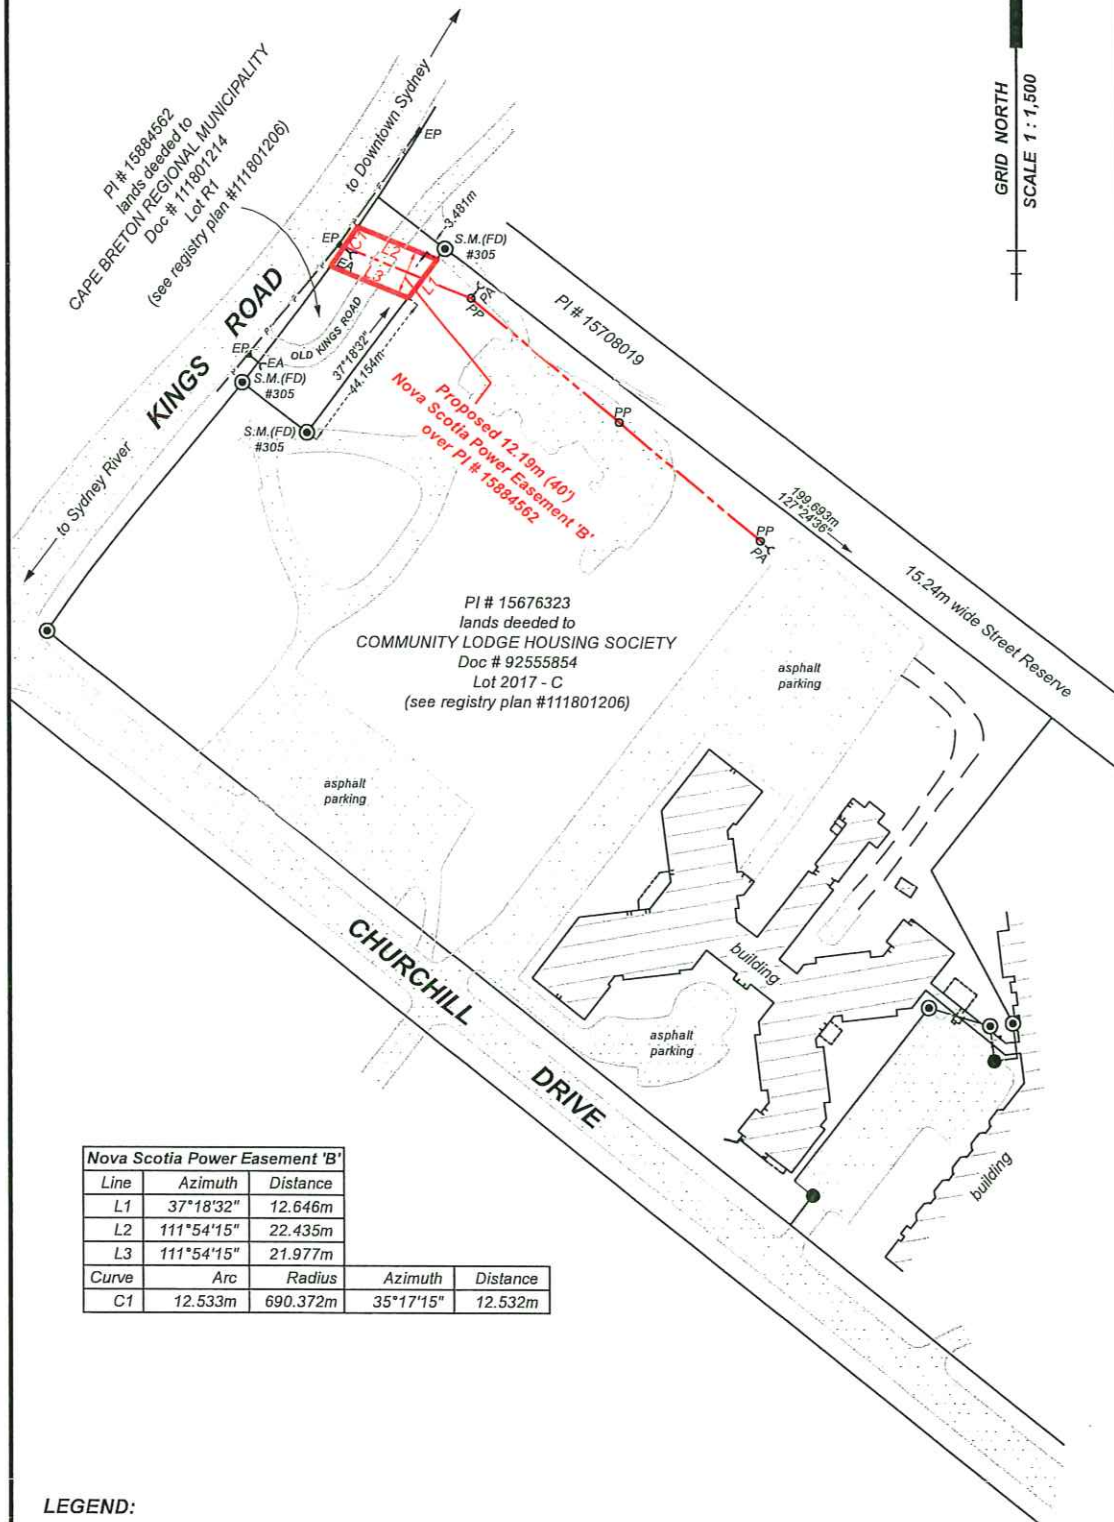 GRID NORTH
SCALE 1 : 1,500
PI # 15884562
lands deeded to
CAPE BRETON REGIONAL MUNICIPALITY
Doc # 111801214
Lot R1
(see registry plan #111801206)
to Downtown Sydney
EP
3.481m
S.M.(FD)
#305
EP
C1
L2
EA
L3
L1
PA
PP
PI # 15708019
KINGS ROAD
OLD KINGS ROAD
37°18'32"
44.154m
EP
EA
S.M.(FD)
#305
S.M.(FD)
#305
Proposed 12.19m (40')
Nova Scotia Power Easement 'B'
over PI # 15884562
PP
to Sydney River
199.693m
127°24'36"
PP
PA
15.24m wide Street Reserve
PI # 15676323
lands deeded to
COMMUNITY LODGE HOUSING SOCIETY
Doc # 92555854
Lot 2017 - C
(see registry plan #111801206)
asphalt
parking
asphalt
parking
CHURCHILL DRIVE
building
asphalt
parking
building
Nova Scotia Power Easement 'B'
Line Azimuth Distance
L1 37°18'32" 12.646m
L2 111°54'15" 22.435m
L3 111°54'15" 21.977m
Curve Arc Radius Azimuth Distance
C1 12.533m 690.372m 35°17'15" 12.532m
LEGEND: